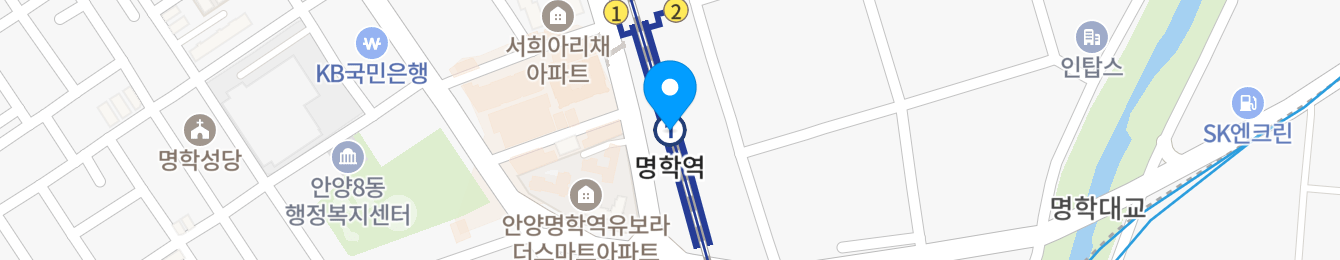 1
2
서희아리채
아파트
KB국민은행
인탑스
SK엔크린
명학성당
명학역
안양8동
행정복지센터
명학대교
안양명학역유보라
더스마트아파트